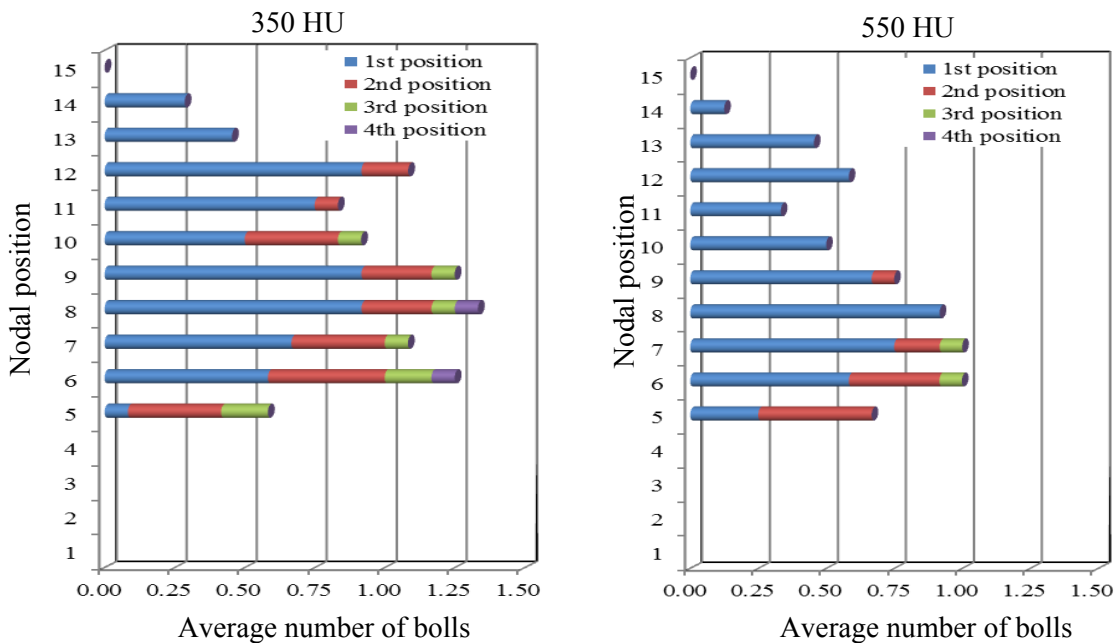 350 HU
1st position
2nd position
3rd position
4th position
15
14
13
12
11
10
9
8
7
6
5
4
3
2
1
Nodal position
0.00 0.25 0.50 0.75 1.00 1.25 1.50
Average number of bolls
550 HU
1st position
2nd position
3rd position
4th position
15
14
13
12
11
10
9
8
7
6
5
4
3
2
1
Nodal position
0.00 0.25 0.50 0.75 1.00 1.25 1.50
Average number of bolls